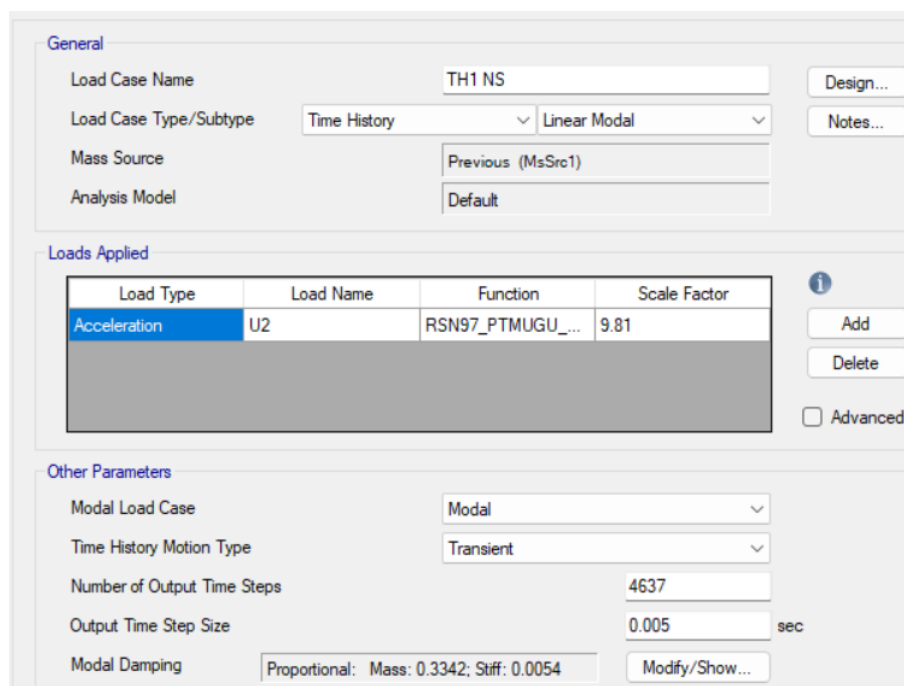 General
Load Case Name TH1 NS Design...
Load Case Type/Subtype Time History Linear Modal Notes...
Mass Source Previous (MsSrc1)
Analysis Model Default
Loads Applied
Load Type Load Name Function Scale Factor
Acceleration U2 RSN97_PTMUGU_... 9.81
Add
Delete
Advanced
Other Parameters
Modal Load Case Modal
Time History Motion Type Transient
Number of Output Time Steps 4637
Output Time Step Size 0.005 sec
Modal Damping Proportional: Mass: 0.3342; Stiff: 0.0054 Modify/Show...